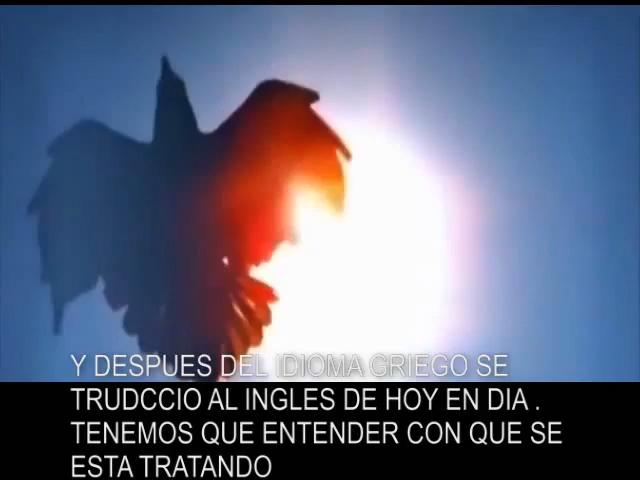 Y DESPUES DEL IDIOMA GRIEGO SE
TRUDCCIO AL INGLES DE HOY EN DIA .
TENEMOS QUE ENTENDER CON QUE SE
ESTA TRATANDO